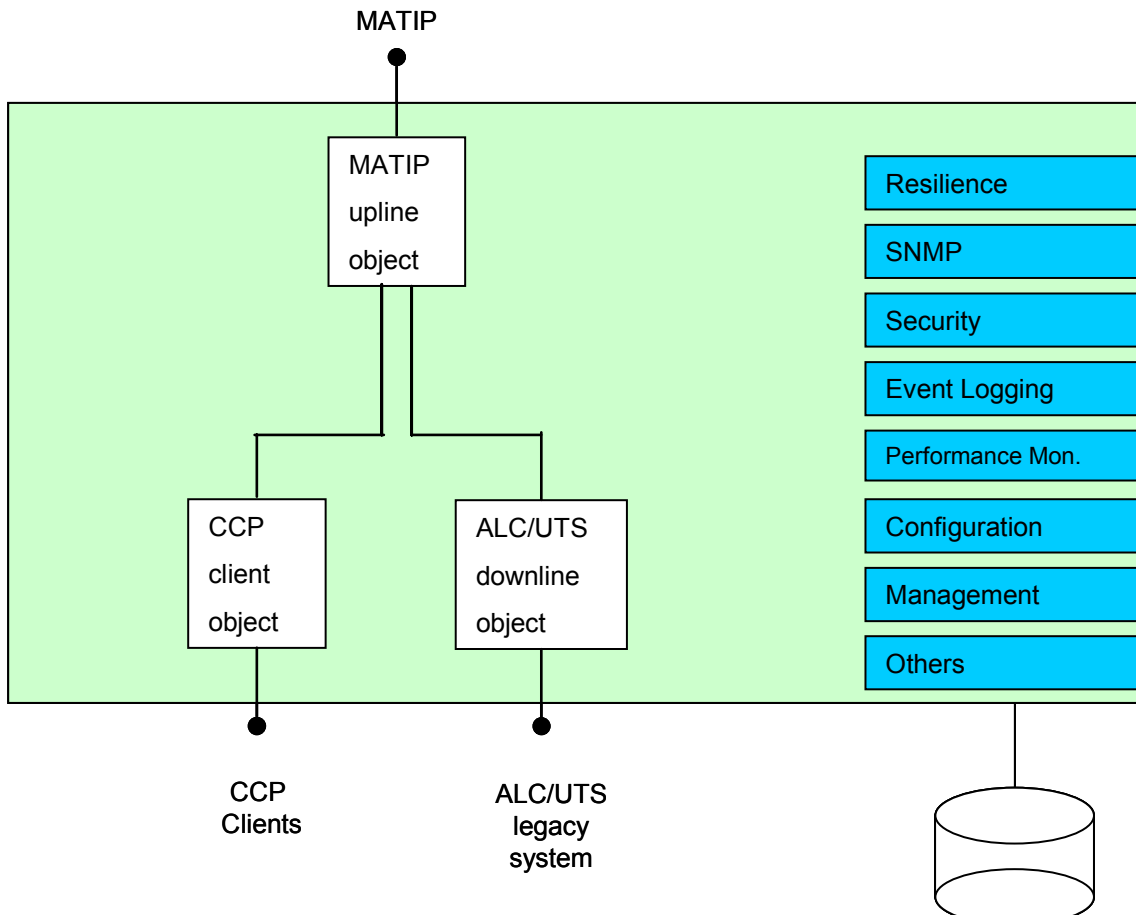 MATIP
MATIP
upline
object
Resilience
SNMP
Security
Event Logging
Performance Mon.
Configuration
Management
Others
CCP
client
object
ALC/UTS
downline
object
CCP
Clients
ALC/UTS
legacy
system